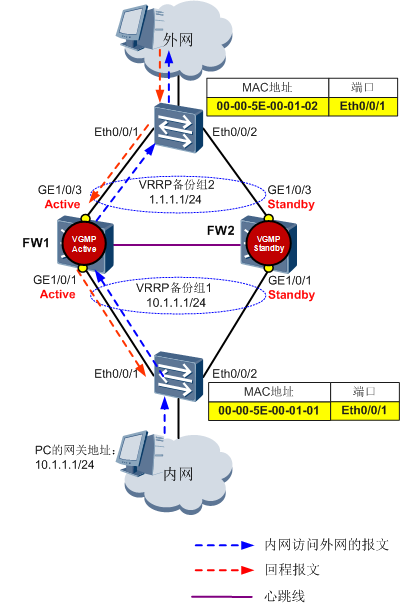 外网
MAC地址 端口
00-00-5E-00-01-02 Eth0/0/1
Eth0/0/1 Eth0/0/2
GE1/0/3
Active
VRRP备份组2
1.1.1.1/24
GE1/0/3
Standby
FW1
VGMP
Active
FW2
VGMP
Standby
GE1/0/1
Active
VRRP备份组1
10.1.1.1/24
GE1/0/1
Standby
Eth0/0/1 Eth0/0/2
MAC地址 端口
00-00-5E-00-01-01 Eth0/0/1
PC的网关地址：
10.1.1.1/24
内网
内网访问外网的报文
回程报文
心跳线